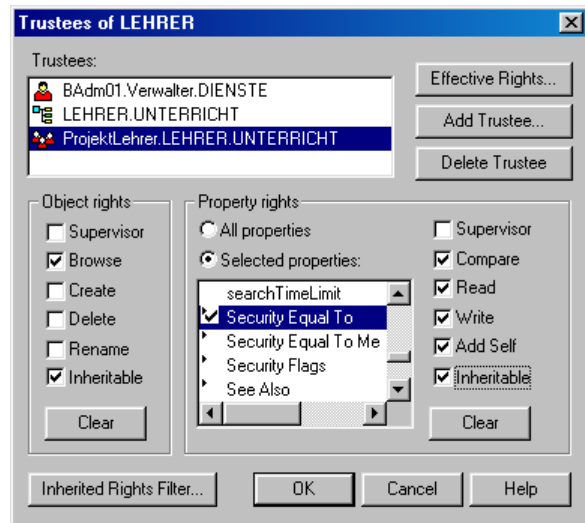 Trustees of LEHRER
Trustees:
BAdm01.Verwalter.DIENSTE
LEHRER.UNTERRICHT
ProjektLehrer.LEHRER.UNTERRICHT
Effective Rights...
Add Trustee...
Delete Trustee
Object rights
Supervisor
Browse
Create
Delete
Rename
Inheritable
Clear
Property rights
All properties
Selected properties:
searchTimeLimit
Security Equal To
Security Equal To Me
Security Flags
See Also
Supervisor
Compare
Read
Write
Add Self
Inheritable
Clear
Inherited Rights Filter...
OK
Cancel
Help